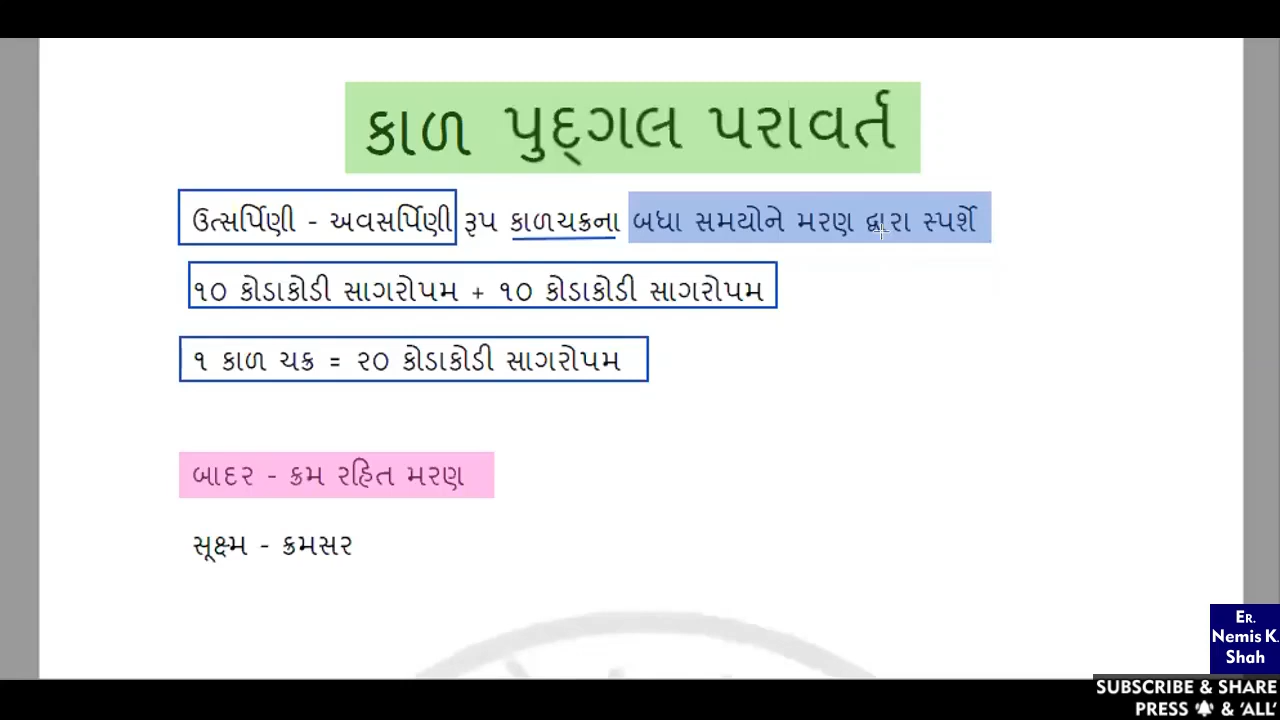 કાળ પુદ્ગલ પરાવર્ત
ઉત્સર્પિણી - અવસર્પિણી રૂપ કાળચક્રના બધા સમયોને મરણ દ્વારા સ્પર્શે
૧૦ કોડાકોડી સાગરોપમ + ૧૦ કોડાકોડી સાગરોપમ
૧ કાળ ચક્ર = ૨૦ કોડાકોડી સાગરોપમ
બાદર - ક્રમ રહિત મરણ
સૂક્ષ્મ - ક્રમસર
ER.
Nemis K.
Shah
SUBSCRIBE & SHARE
PRESS & ‘ALL’